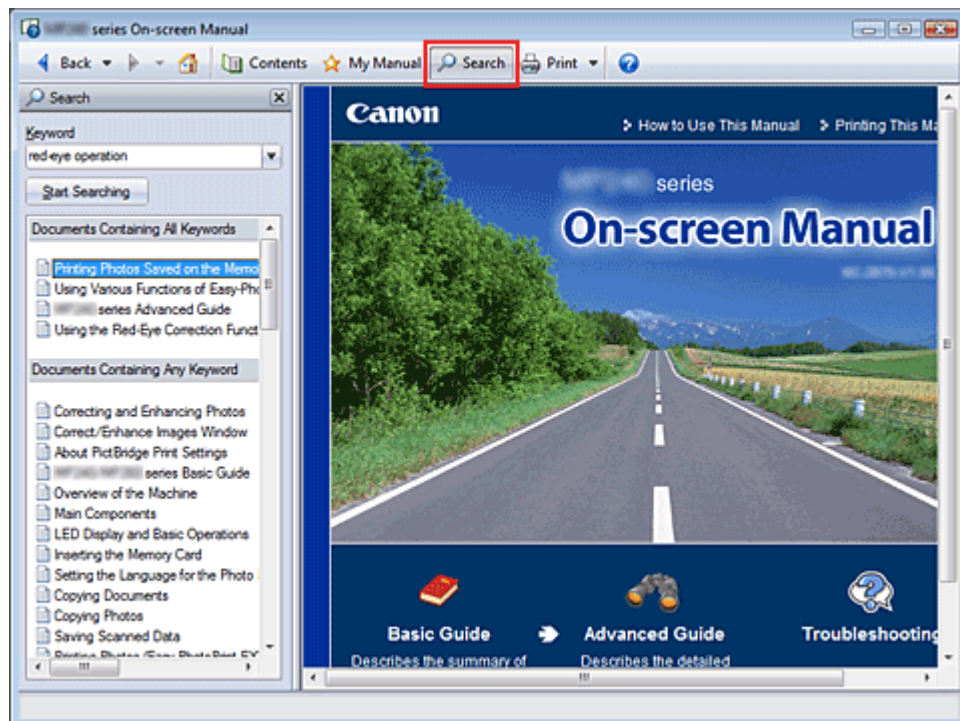 series On-screen Manual
Back Contents My Manual Search Print
Search
Keyword
red-eye operation
Start Searching
Documents Containing All Keywords
Printing Photos Saved on the Memo
Using Various Functions of Easy-Pho
series Advanced Guide
Using the Red-Eye Correction Funct
Documents Containing Any Keyword
Correcting and Enhancing Photos
Correct/Enhance Images Window
About PictBridge Print Settings
series Basic Guide
Overview of the Machine
Main Components
LED Display and Basic Operations
Inserting the Memory Card
Setting the Language for the Photo
Copying Documents
Copying Photos
Saving Scanned Data
Printing Photos (Easy-PhotoPrint EX
Canon
How to Use This Manual Printing This Ma
series
On-screen Manual
Basic Guide Advanced Guide Troubleshooting
Describes the summary of Describes the detailed